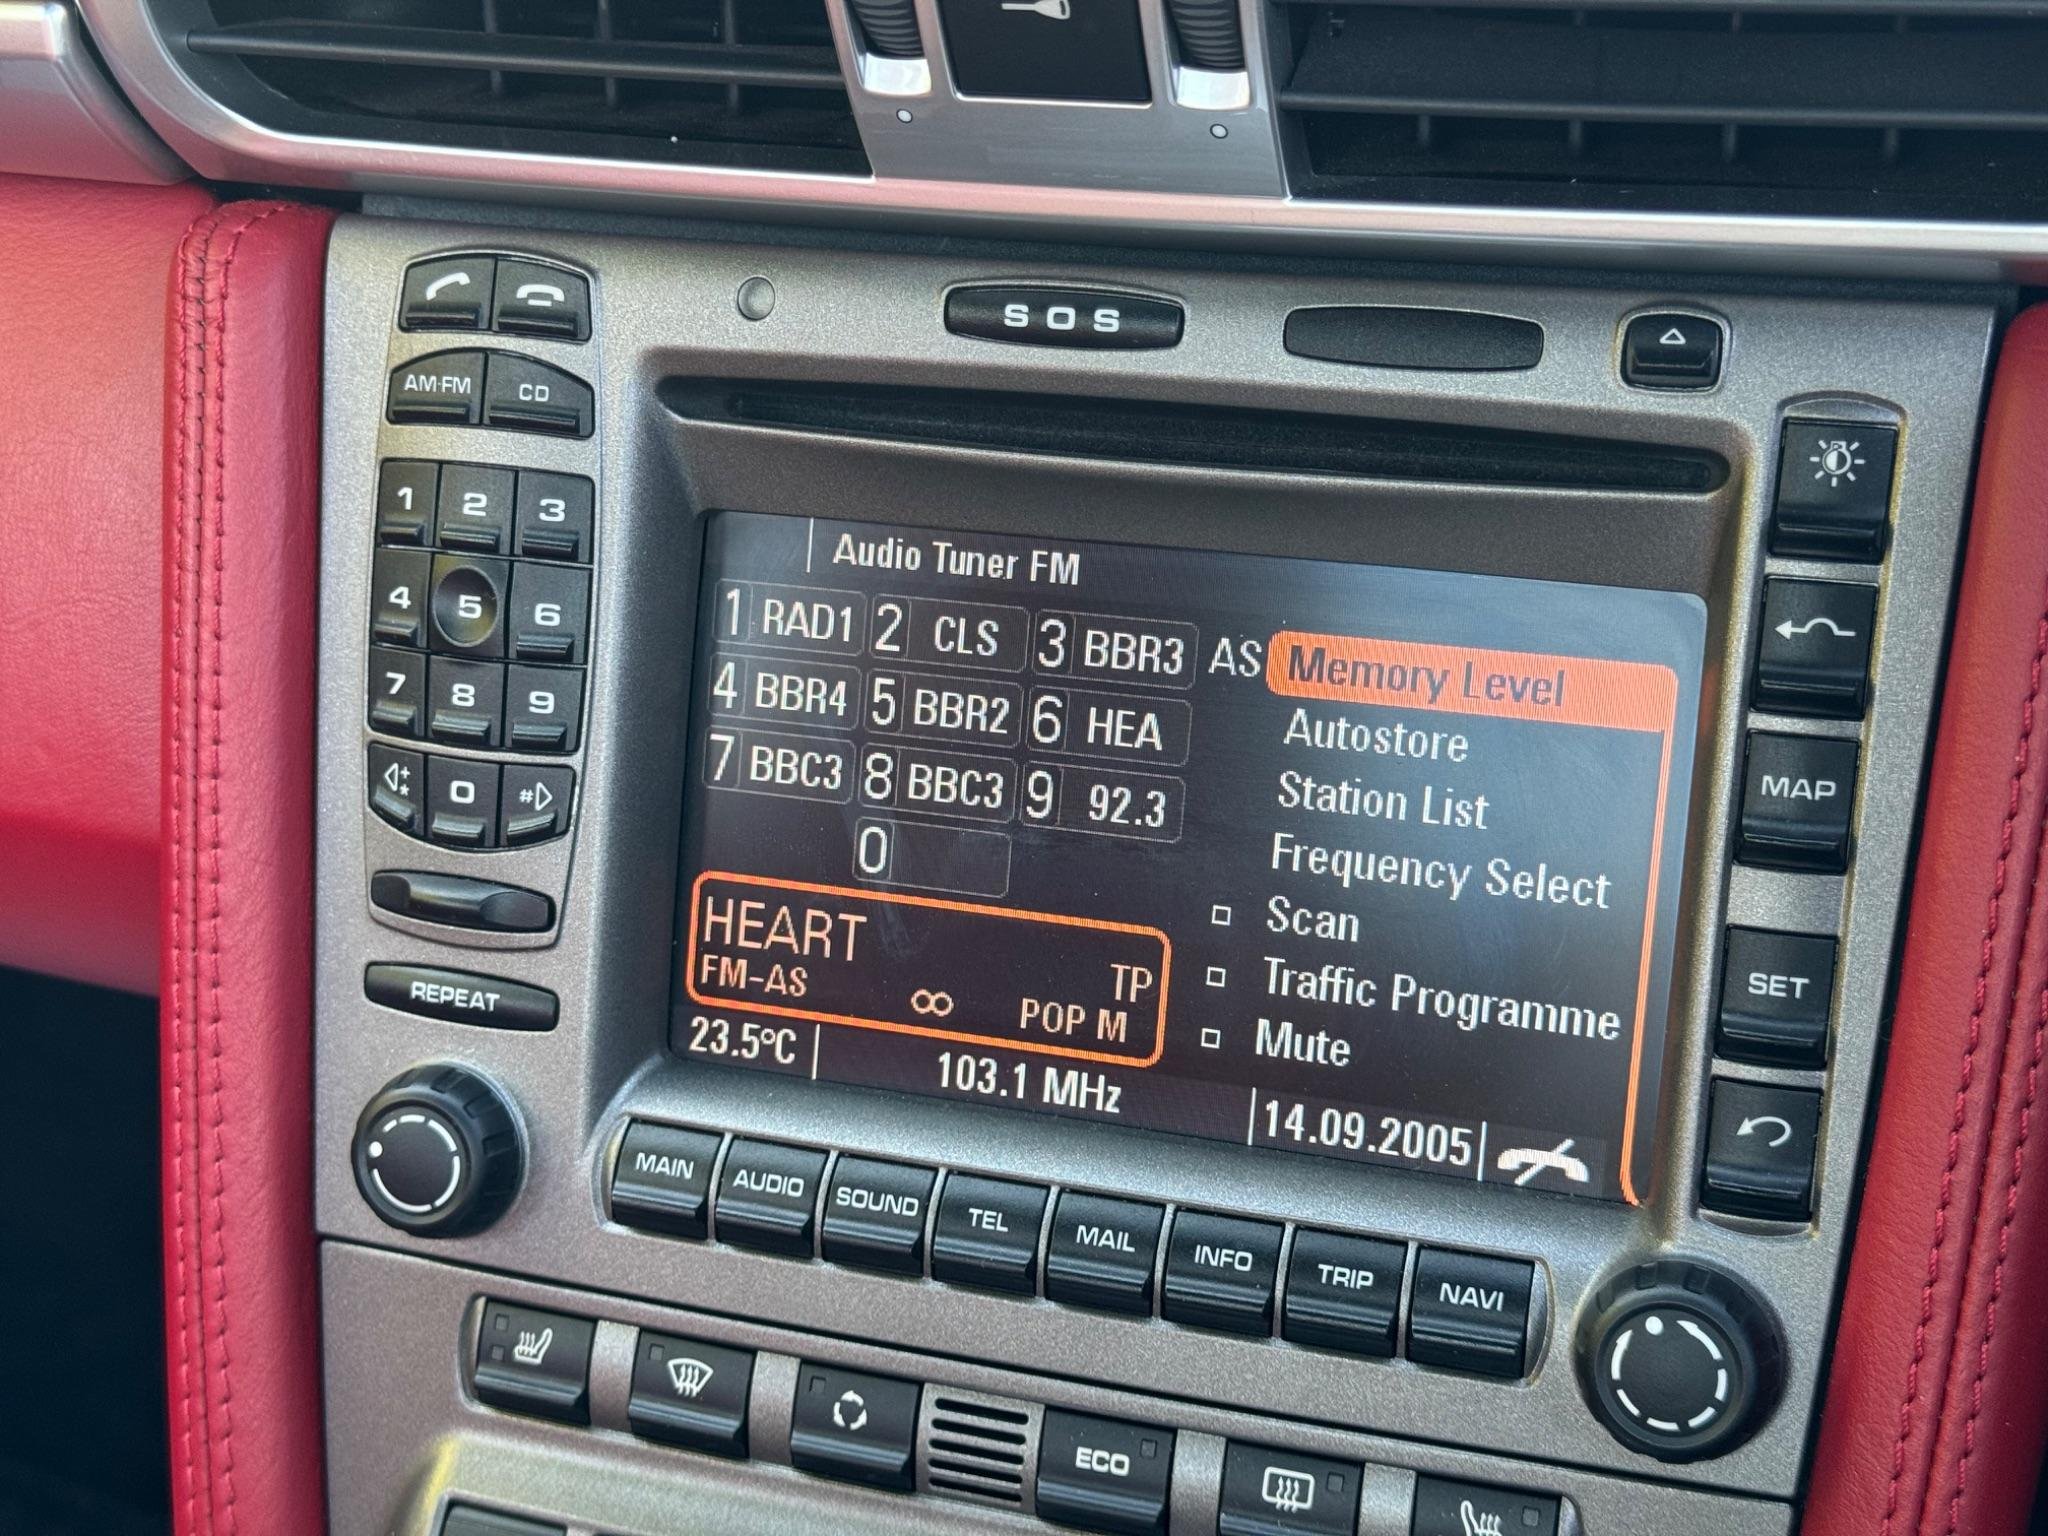 SOS
AM·FM CD
1 2 3
4 5 6
7 8 9
0 #
REPEAT
Audio Tuner FM
1 RAD1 2 CLS 3 BBR3 AS
4 BBR4 5 BBR2 6 HEA
7 BBC3 8 BBC3 9 92.3
0
Memory Level
Autostore
Station List
Frequency Select
Scan
Traffic Programme
Mute
HEART
FM-AS TP
∞ POP M
23.5°C 103.1 MHz 14.09.2005
MAP
SET
MAIN AUDIO SOUND TEL MAIL INFO TRIP NAVI
ECO